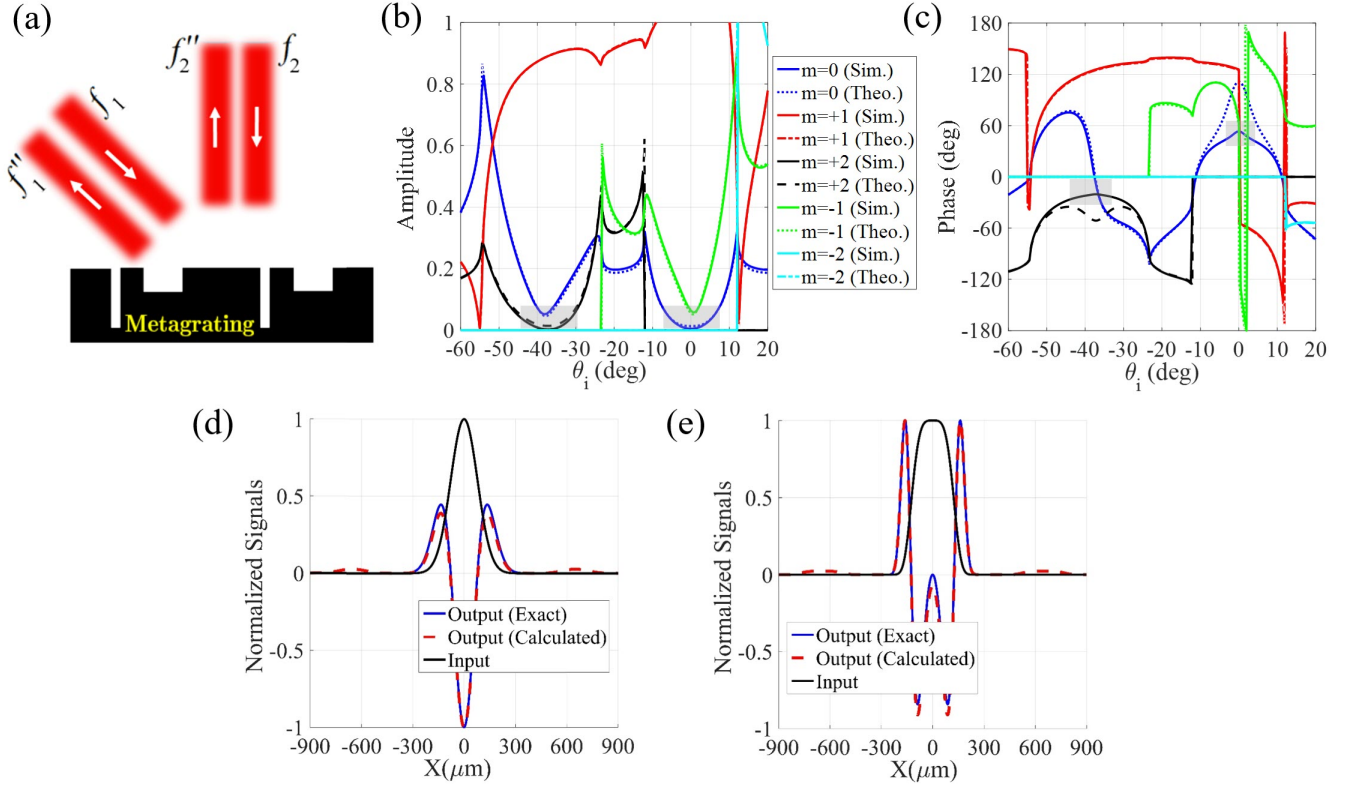 (a)
f₂″
f₂
f₁
f₁″
Metagrating
(b)
Amplitude
1
0.8
0.6
0.4
0.2
0
-60 -50 -40 -30 -20 -10 0 10 20
θi (deg)
m=0 (Sim.)
m=0 (Theo.)
m=+1 (Sim.)
m=+1 (Theo.)
m=+2 (Sim.)
m=+2 (Theo.)
m=-1 (Sim.)
m=-1 (Theo.)
m=-2 (Sim.)
m=-2 (Theo.)
(c)
Phase (deg)
180
120
60
0
-60
-120
-180
-60 -50 -40 -30 -20 -10 0 10 20
θi (deg)
(d)
Normalized Signals
1
0.5
0
-0.5
-1
-900 -600 -300 0 300 600 900
X(μm)
Output (Exact)
Output (Calculated)
Input
(e)
Normalized Signals
1
0.5
0
-0.5
-1
-900 -600 -300 0 300 600 900
X(μm)
Output (Exact)
Output (Calculated)
Input